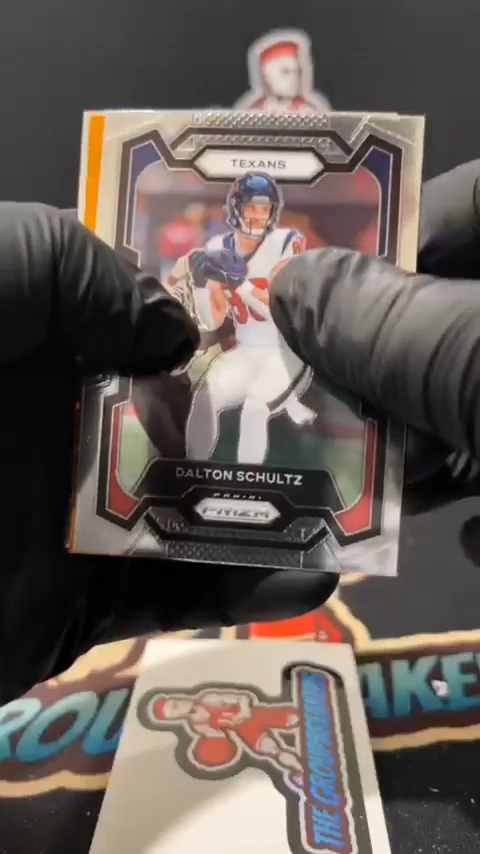 TEXANS
DALTON SCHULTZ
PANINI
PRIZM
THE GROUPBREAKERS